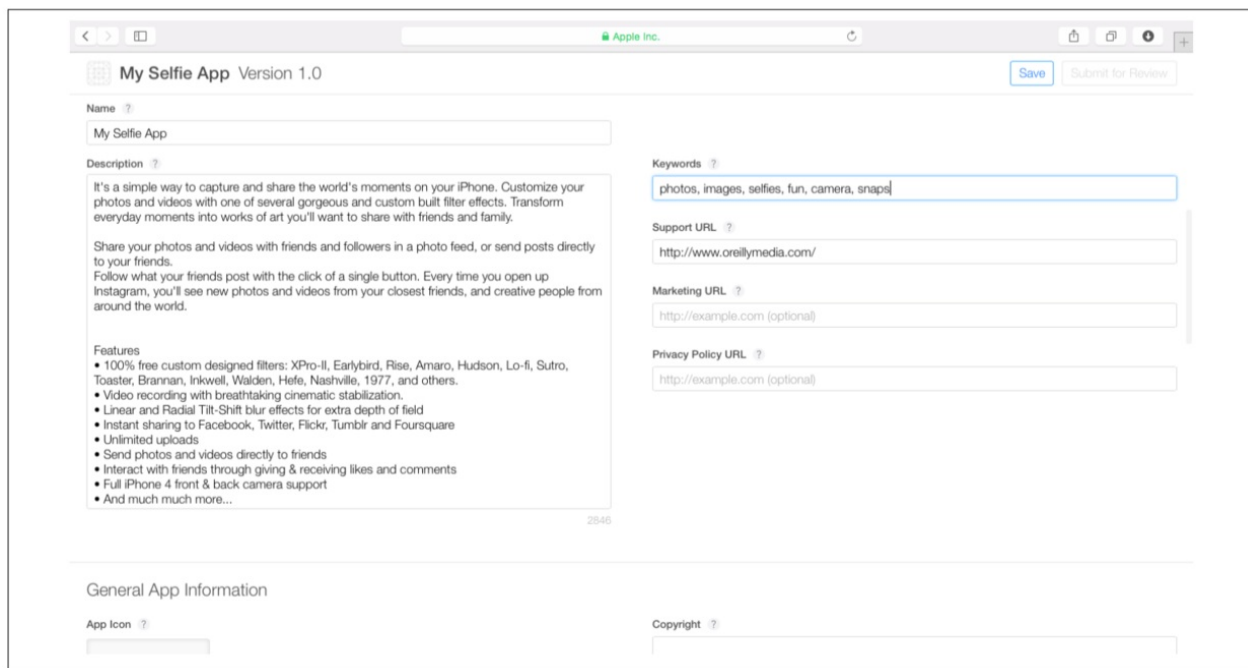 Apple Inc.
My Selfie App Version 1.0
Save
Submit for Review
Name ?
My Selfie App
Description ?
It's a simple way to capture and share the world's moments on your iPhone. Customize your
photos and videos with one of several gorgeous and custom built filter effects. Transform
everyday moments into works of art you'll want to share with friends and family.
Share your photos and videos with friends and followers in a photo feed, or send posts directly
to your friends.
Follow what your friends post with the click of a single button. Every time you open up
Instagram, you'll see new photos and videos from your closest friends, and creative people from
around the world.
Features
• 100% free custom designed filters: XPro-II, Earlybird, Rise, Amaro, Hudson, Lo-fi, Sutro,
Toaster, Brannan, Inkwell, Walden, Hefe, Nashville, 1977, and others.
• Video recording with breathtaking cinematic stabilization.
• Linear and Radial Tilt-Shift blur effects for extra depth of field
• Instant sharing to Facebook, Twitter, Flickr, Tumblr and Foursquare
• Unlimited uploads
• Send photos and videos directly to friends
• Interact with friends through giving & receiving likes and comments
• Full iPhone 4 front & back camera support
• And much much more...
2846
Keywords ?
photos, images, selfies, fun, camera, snaps
Support URL ?
http://www.oreillymedia.com/
Marketing URL ?
http://example.com (optional)
Privacy Policy URL ?
http://example.com (optional)
General App Information
App Icon ?
Copyright ?